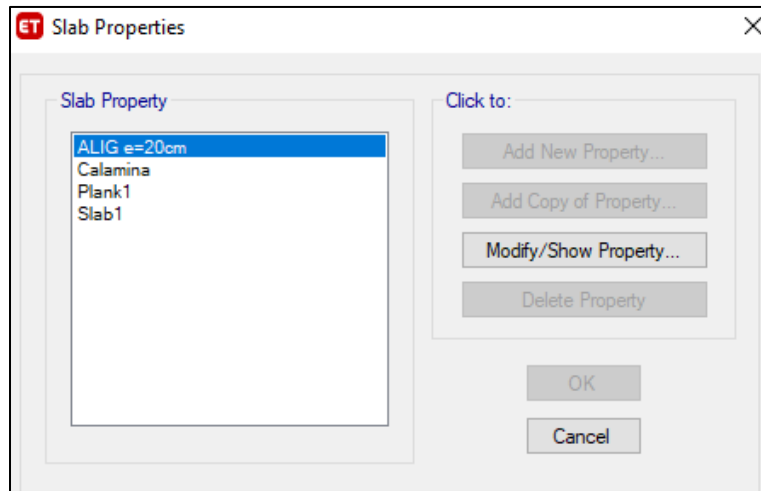 ET Slab Properties
Slab Property
ALIG e=20cm
Calamina
Plank1
Slab1
Click to:
Add New Property...
Add Copy of Property...
Modify/Show Property...
Delete Property
OK
Cancel